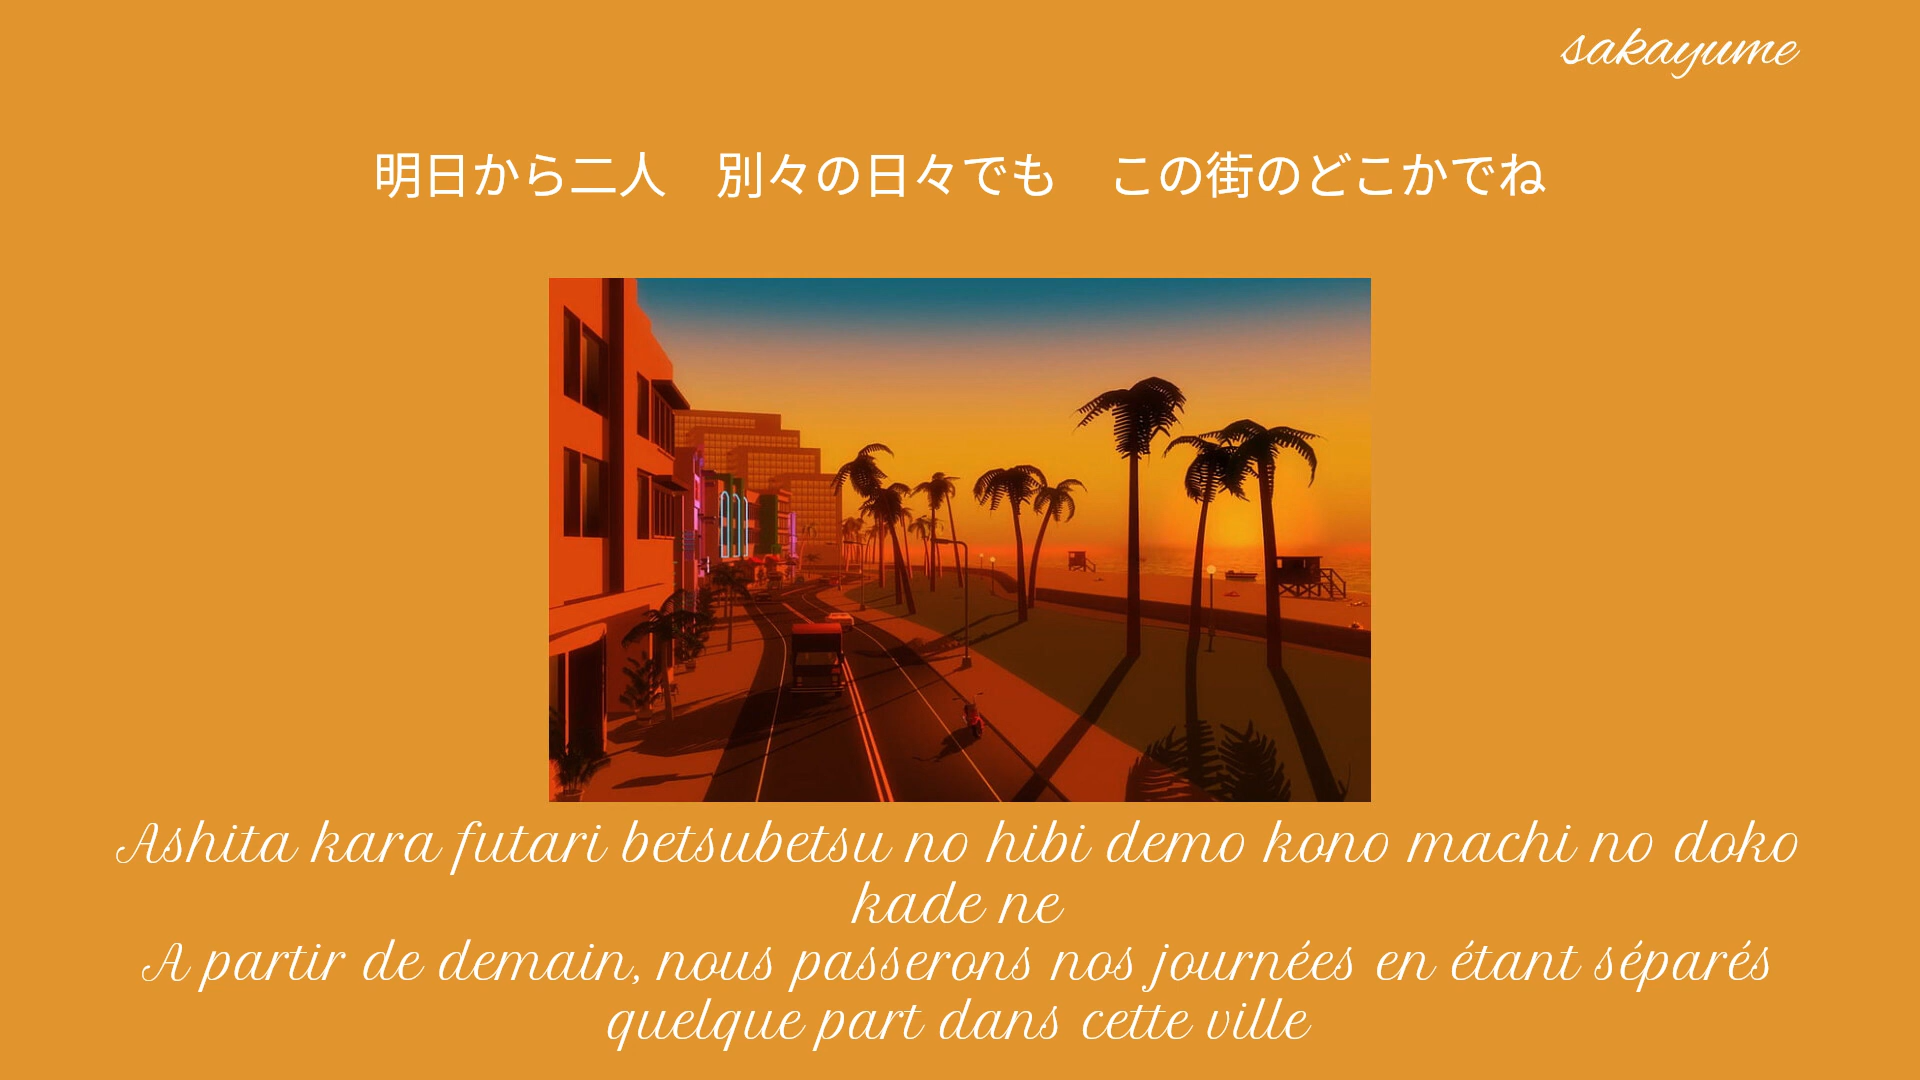 sakayume
明日から二人　別々の日々でも　この街のどこかでね
Ashita kara futari betsubetsu no hibi demo kono machi no doko
kade ne
A partir de demain, nous passerons nos journées en étant séparés
quelque part dans cette ville